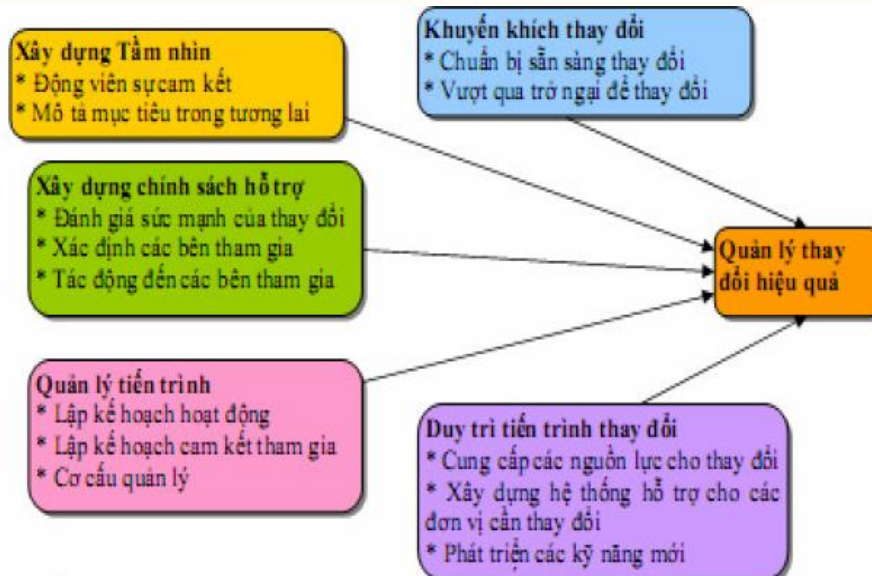 Xây dựng Tầm nhìn
* Động viên sự cam kết
* Mô tả mục tiêu trong tương lai
Khuyến khích thay đổi
* Chuẩn bị sẵn sàng thay đổi
* Vượt qua trở ngại để thay đổi
Xây dựng chính sách hỗ trợ
* Đánh giá sức mạnh của thay đổi
* Xác định các bên tham gia
* Tác động đến các bên tham gia
Quản lý thay
đổi hiệu quả
Quản lý tiến trình
* Lập kế hoạch hoạt động
* Lập kế hoạch cam kết tham gia
* Cơ cấu quản lý
Duy trì tiến trình thay đổi
* Cung cấp các nguồn lực cho thay đổi
* Xây dựng hệ thống hỗ trợ cho các
đơn vị cần thay đổi
* Phát triển các kỹ năng mới